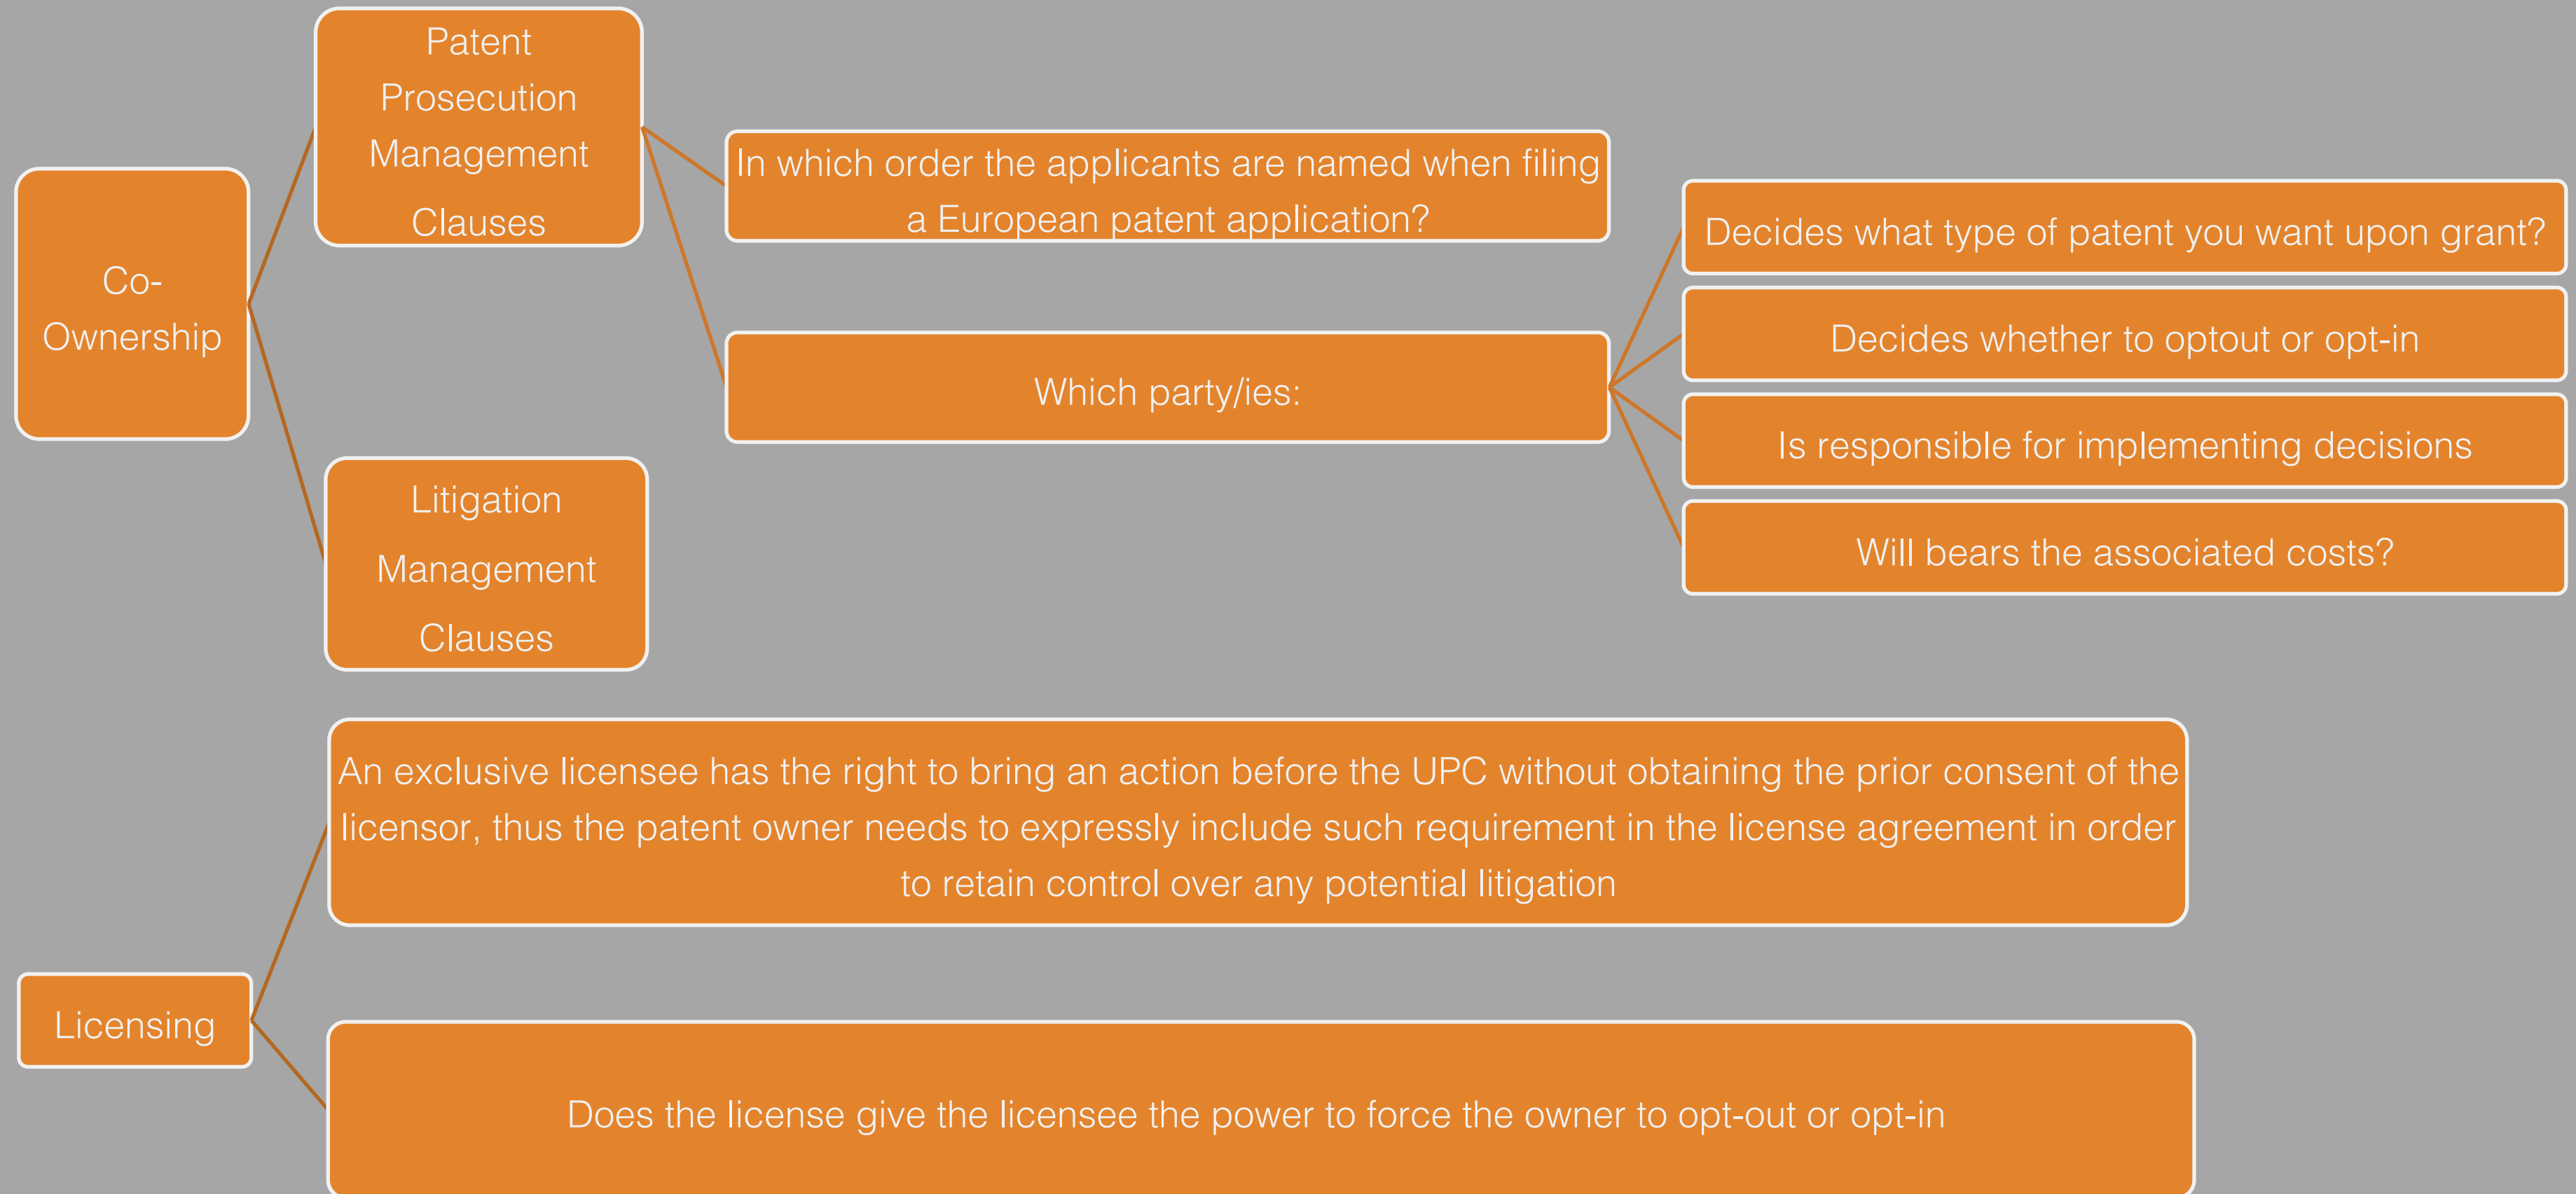 Co-
Ownership
Patent
Prosecution
Management
Clauses
In which order the applicants are named when filing
a European patent application?
Which party/ies:
Decides what type of patent you want upon grant?
Decides whether to optout or opt-in
Is responsible for implementing decisions
Will bears the associated costs?
Litigation
Management
Clauses
Licensing
An exclusive licensee has the right to bring an action before the UPC without obtaining the prior consent of the
licensor, thus the patent owner needs to expressly include such requirement in the license agreement in order
to retain control over any potential litigation
Does the license give the licensee the power to force the owner to opt-out or opt-in